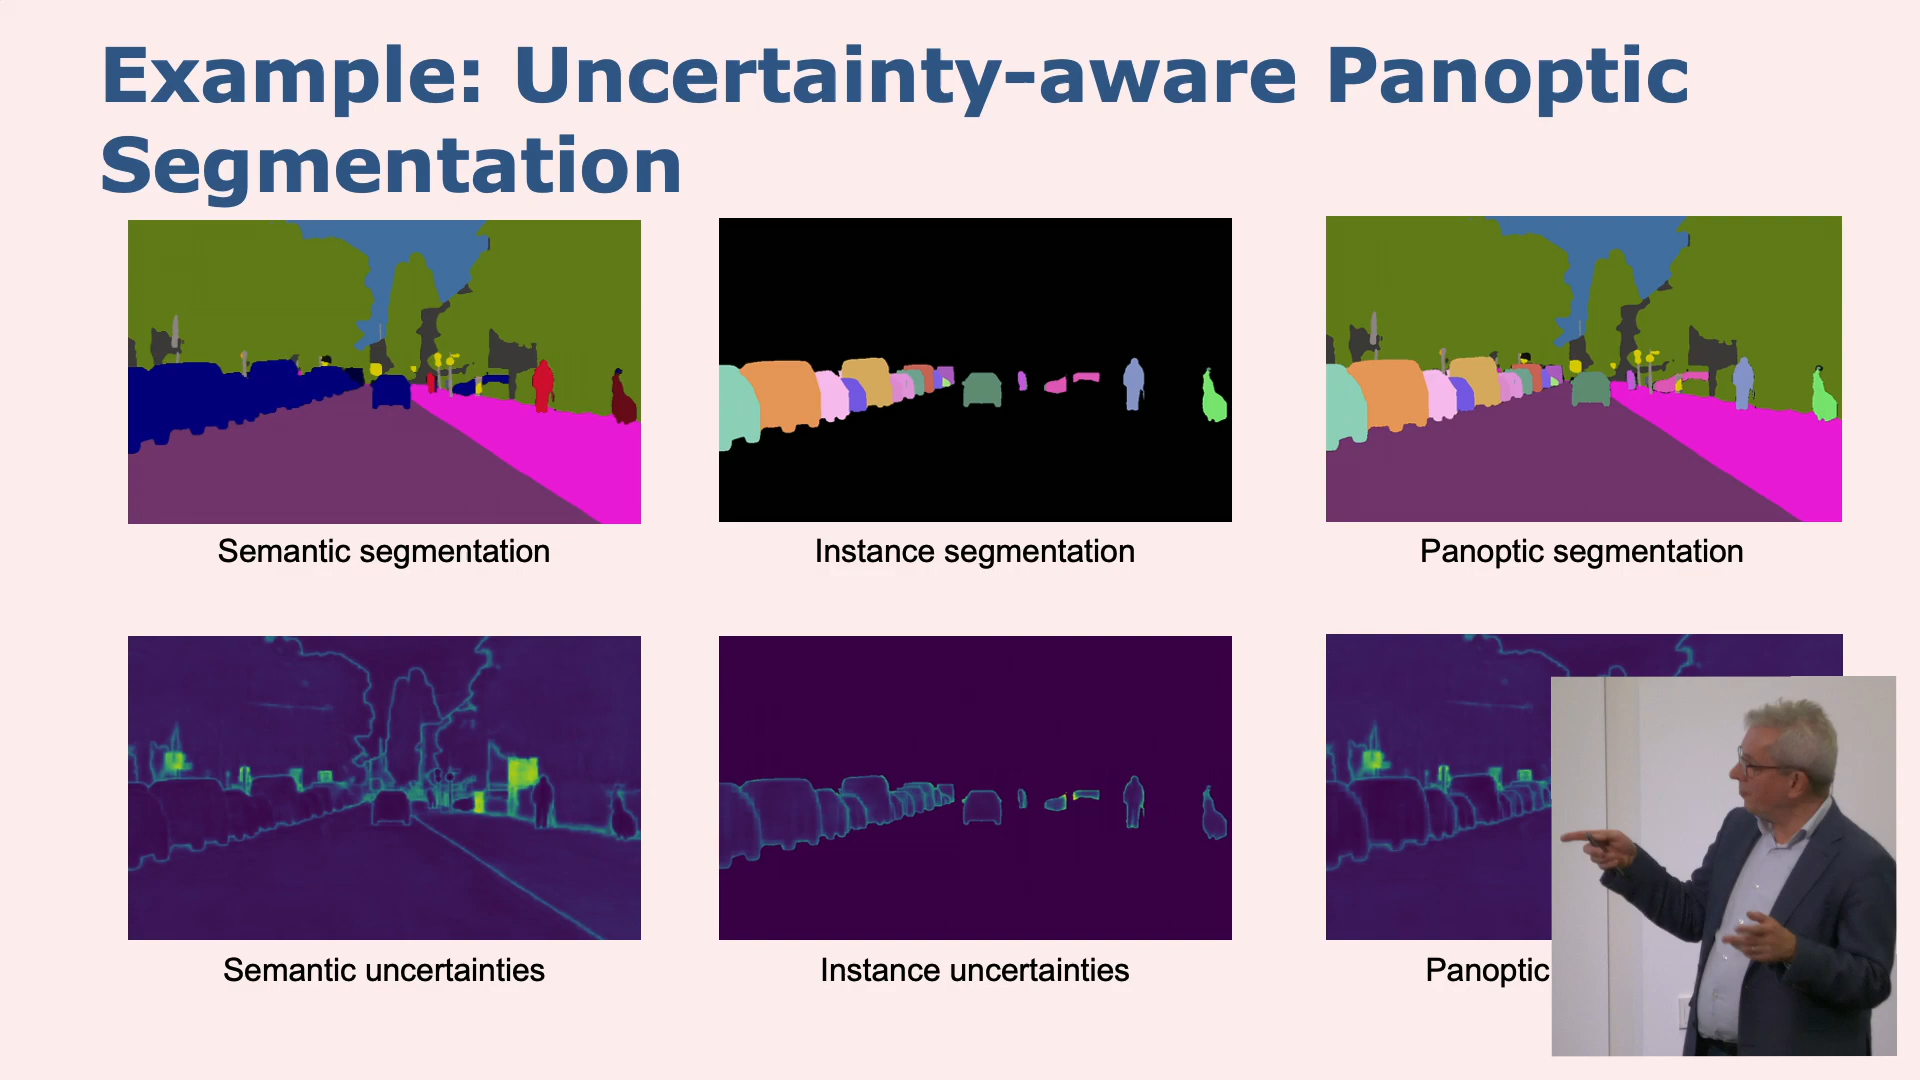 Example: Uncertainty-aware Panoptic
Segmentation
Semantic segmentation
Instance segmentation
Panoptic segmentation
Semantic uncertainties
Instance uncertainties
Panoptic